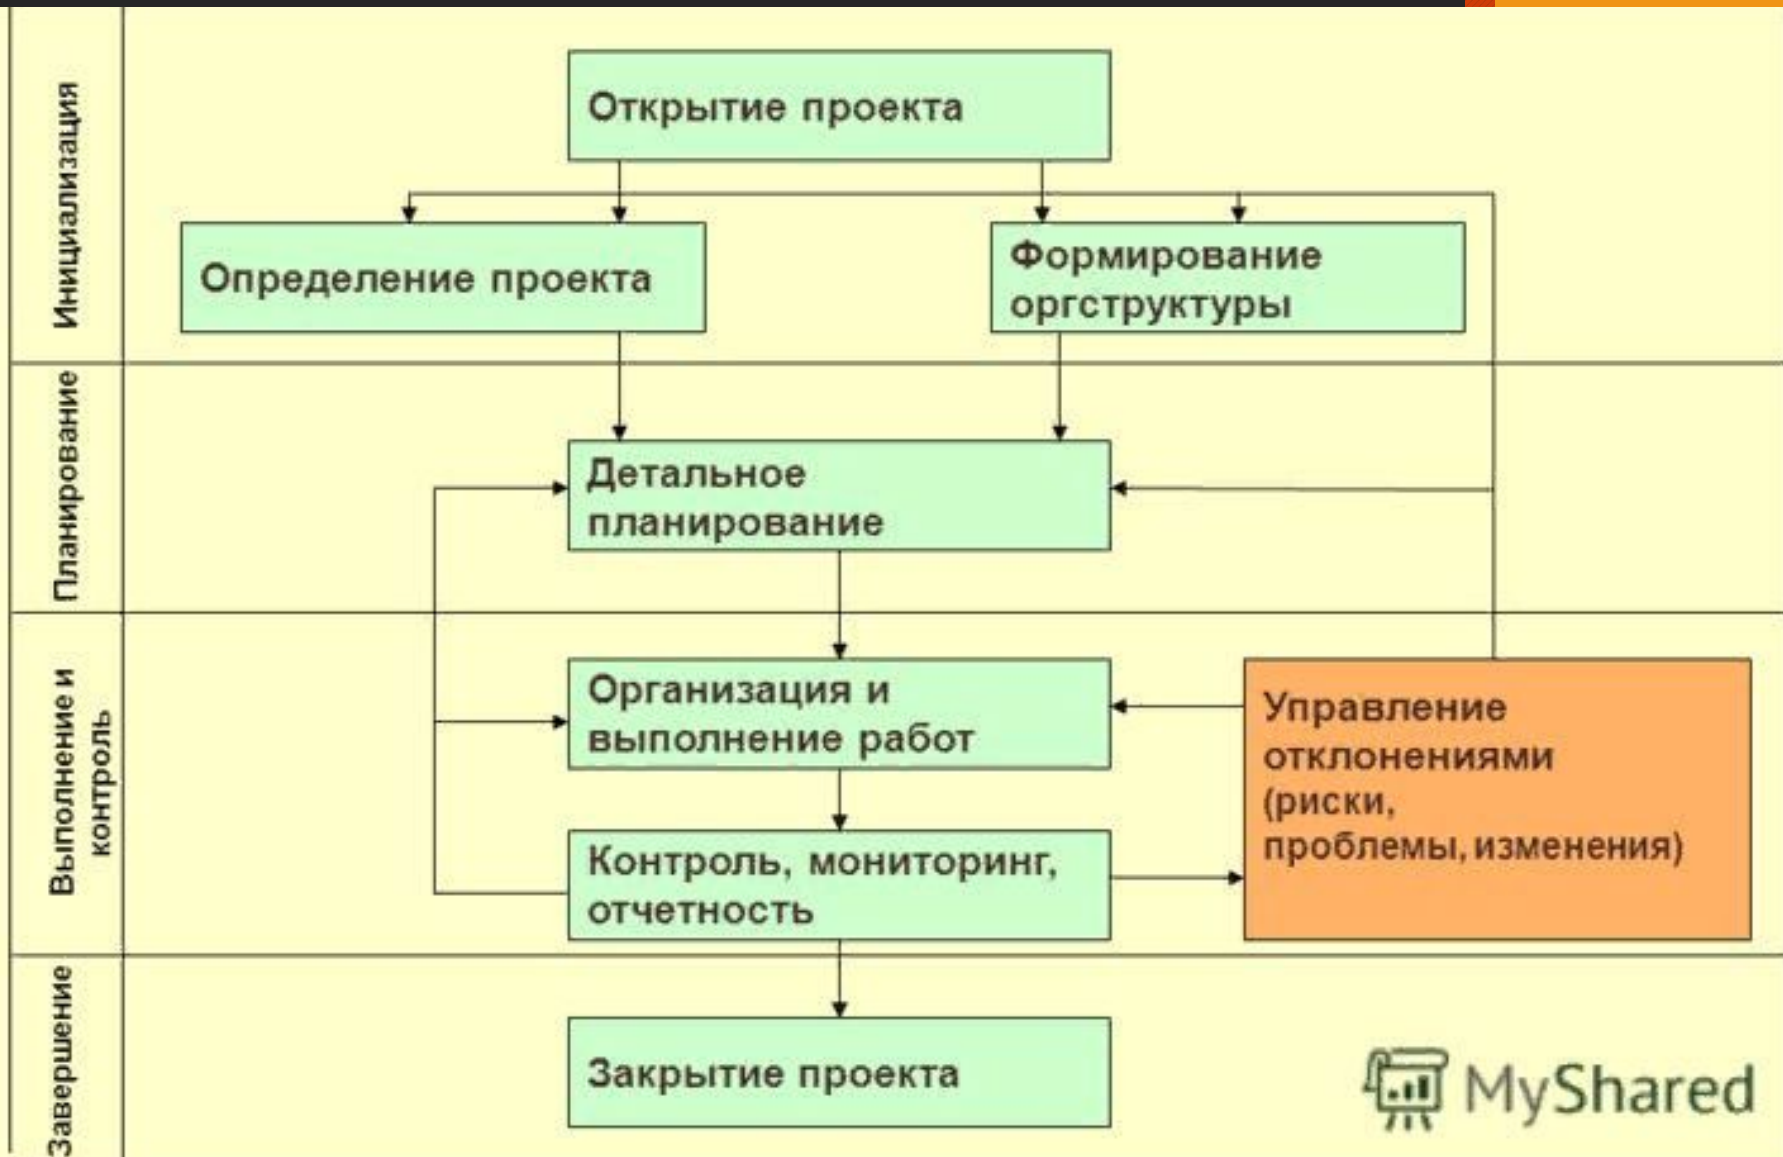 Инициализация
Открытие проекта
Определение проекта
Формирование
оргструктуры
Планирование
Детальное
планирование
Выполнение и
контроль
Организация и
выполнение работ
Управление
отклонениями
(риски,
проблемы, изменения)
Контроль, мониторинг,
отчетность
Завершение
Закрытие проекта
MyShared